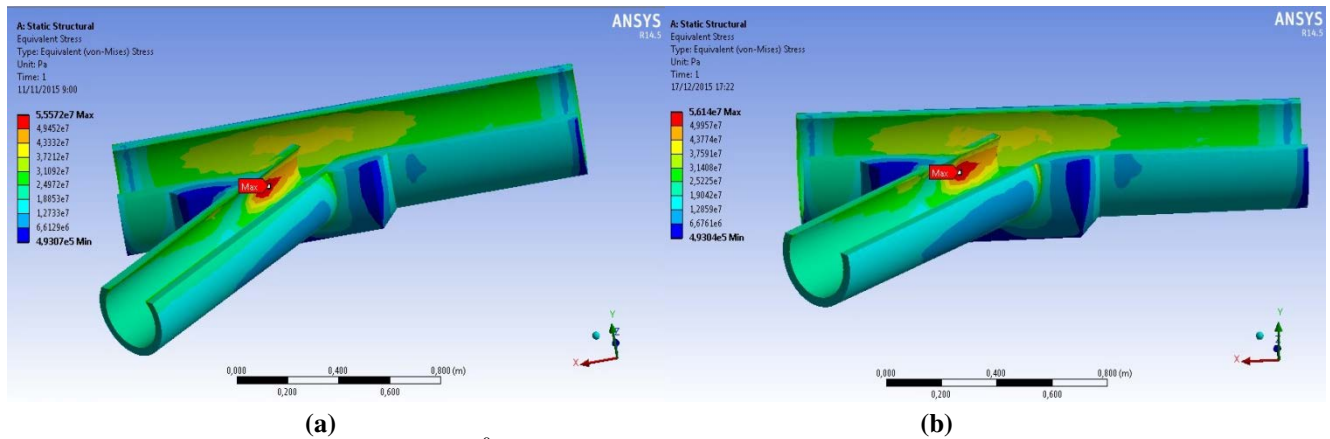 A: Static Structural
Equivalent Stress
Type: Equivalent (von-Mises) Stress
Unit: Pa
Time: 1
11/11/2015 9:00
ANSYS
R14.5
5,5572e7 Max
4,9452e7
4,3332e7
3,7212e7
3,1092e7
2,4972e7
1,8853e7
1,2733e7
6,6129e6
4,9307e5 Min
Max
Y
Z
X
0,000 0,400 0,800 (m)
0,200 0,600
(a)
A: Static Structural
Equivalent Stress
Type: Equivalent (von-Mises) Stress
Unit: Pa
Time: 1
17/12/2015 17:22
ANSYS
R14.5
5,614e7 Max
4,9957e7
4,3774e7
3,7591e7
3,1408e7
2,5225e7
1,9042e7
1,2859e7
6,6761e6
4,9304e5 Min
Max
Y
Z
X
0,000 0,400 0,800 (m)
0,200 0,600
(b)